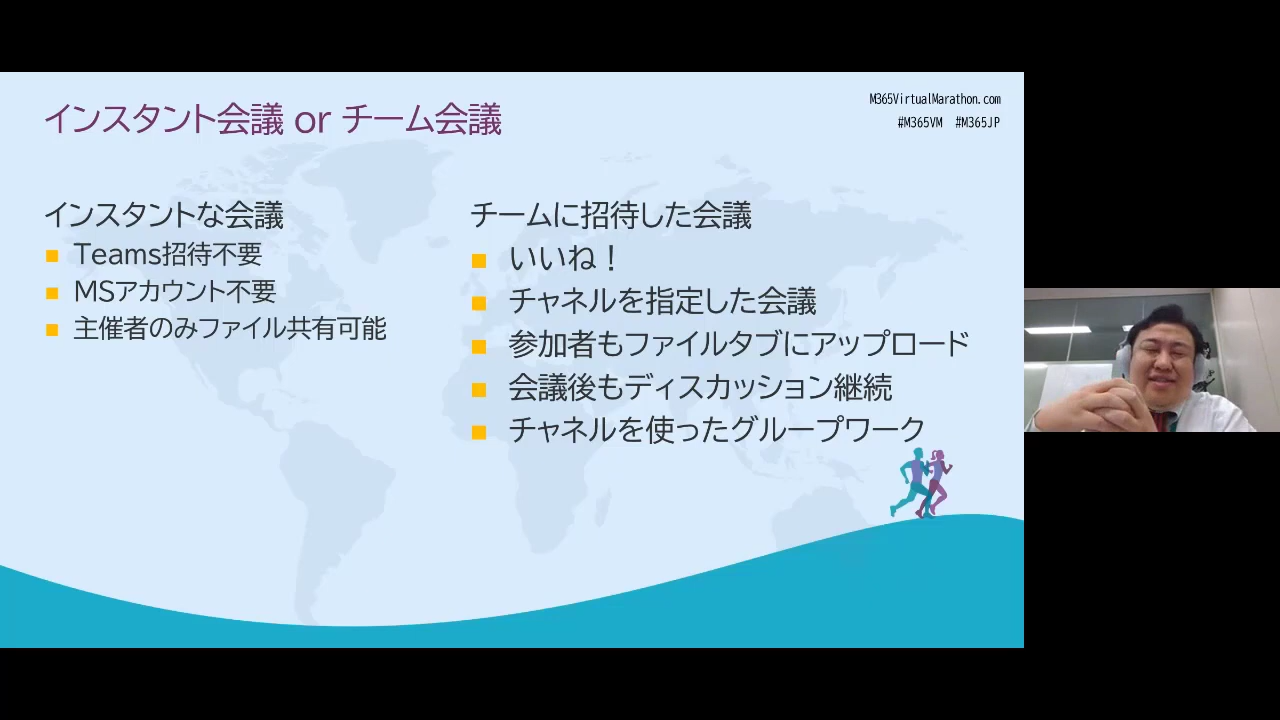 インスタント会議 or チーム会議
M365VirtualMarathon.com
#M365VM #M365JP
インスタントな会議
Teams招待不要
MSアカウント不要
主催者のみファイル共有可能
チームに招待した会議
いいね！
チャネルを指定した会議
参加者もファイルタブにアップロード
会議後もディスカッション継続
チャネルを使ったグループワーク